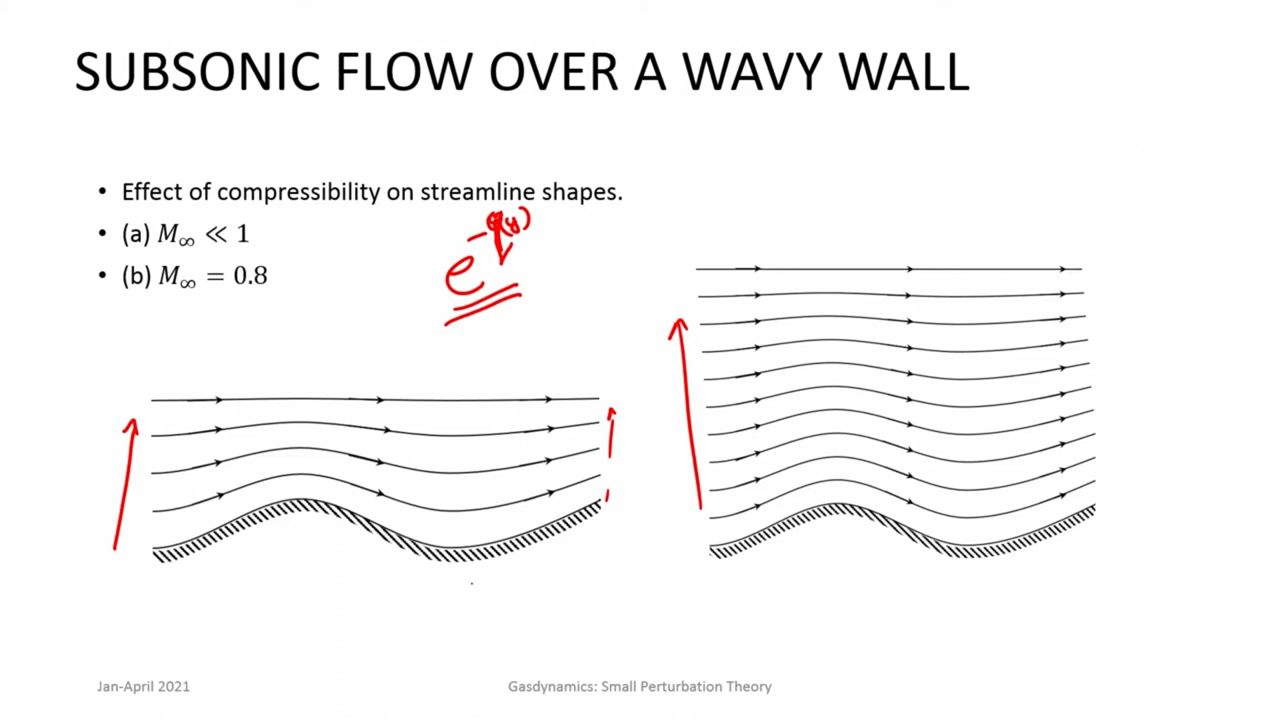 SUBSONIC FLOW OVER A WAVY WALL
• Effect of compressibility on streamline shapes.
• (a) M∞ ≪ 1
• (b) M∞ = 0.8
Jan-April 2021
Gasdynamics: Small Perturbation Theory